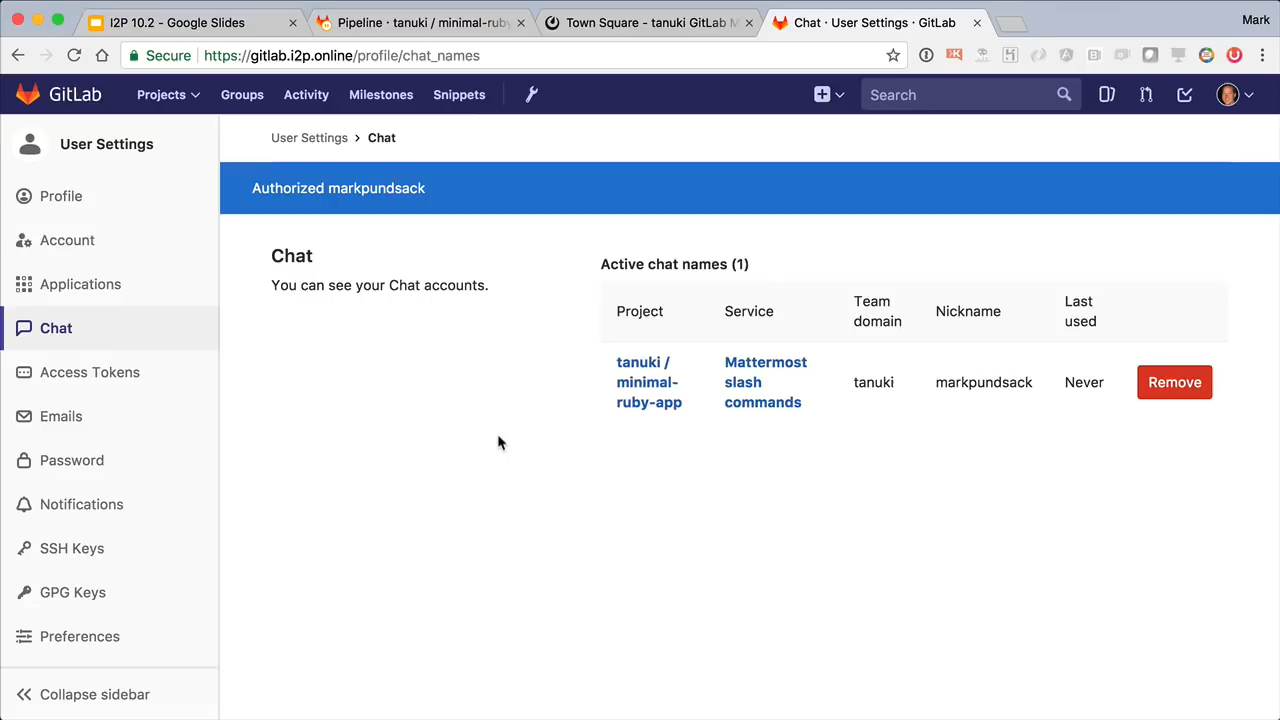 I2P 10.2 - Google Slides
Pipeline · tanuki / minimal-ruby
Town Square - tanuki GitLab M
Chat · User Settings · GitLab
Mark
Secure
https://gitlab.i2p.online/profile/chat_names
GitLab
Projects
Groups
Activity
Milestones
Snippets
Search
User Settings
User Settings > Chat
Authorized markpundsack
Profile
Account
Applications
Chat
Access Tokens
Emails
Password
Notifications
SSH Keys
GPG Keys
Preferences
Collapse sidebar
Chat
You can see your Chat accounts.
Active chat names (1)
Project
Service
Team
domain
Nickname
Last
used
tanuki /
minimal-
ruby-app
Mattermost
slash
commands
tanuki
markpundsack
Never
Remove